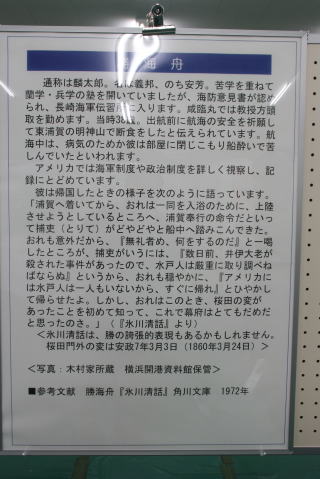 勝海舟
通称は麟太郎。名は義邦、のち安芳。苦学を重ねて
蘭学・兵学の塾を開いていましたが、海防意見書が認め
られ、長崎海軍伝習所に入ります。咸臨丸では教授方頭
取を勤めます。当時38歳。出航前に航海の安全を祈願し
て東浦賀の明神山で断食をしたと伝えられています。航
海中は、病気のためか彼は部屋に閉じこもり船酔いで苦
しんでいたといわれます。
アメリカでは海軍制度や政治制度を詳しく視察し、記
録にとどめています。
彼は帰国したときの様子を次のように語っています。
「浦賀へ着いてから、おれは一同を入浴のために、上陸
させようとしているところへ、浦賀奉行の命令だといっ
て捕吏（とりて）がどやどやと船中へ踏みこんできた。
おれも意外だから、『無礼者め、何をするのだ』と一喝
したところが、捕吏がいうには、『数日前、井伊大老が
殺された事件があったので、水戸人は厳重に取り調べね
ばならぬ』というから、おれも穏やかに、『アメリカに
は水戸人は一人もいないから、すぐに帰れ』とひやかし
て帰らせたよ。しかし、おれはこのとき、桜田の変が
あったことを初めて知って、これで幕府はとてもだめだ
と思ったのさ。」（『氷川清話』より）
＜氷川清話は、勝の誇張的表現もあるかもしれません。
桜田門外の変は安政7年3月3日（1860年3月24日）＞
＜写真：木村家所蔵 横浜開港資料館保管＞
■参考文献 勝海舟『氷川清話』角川文庫 1972年